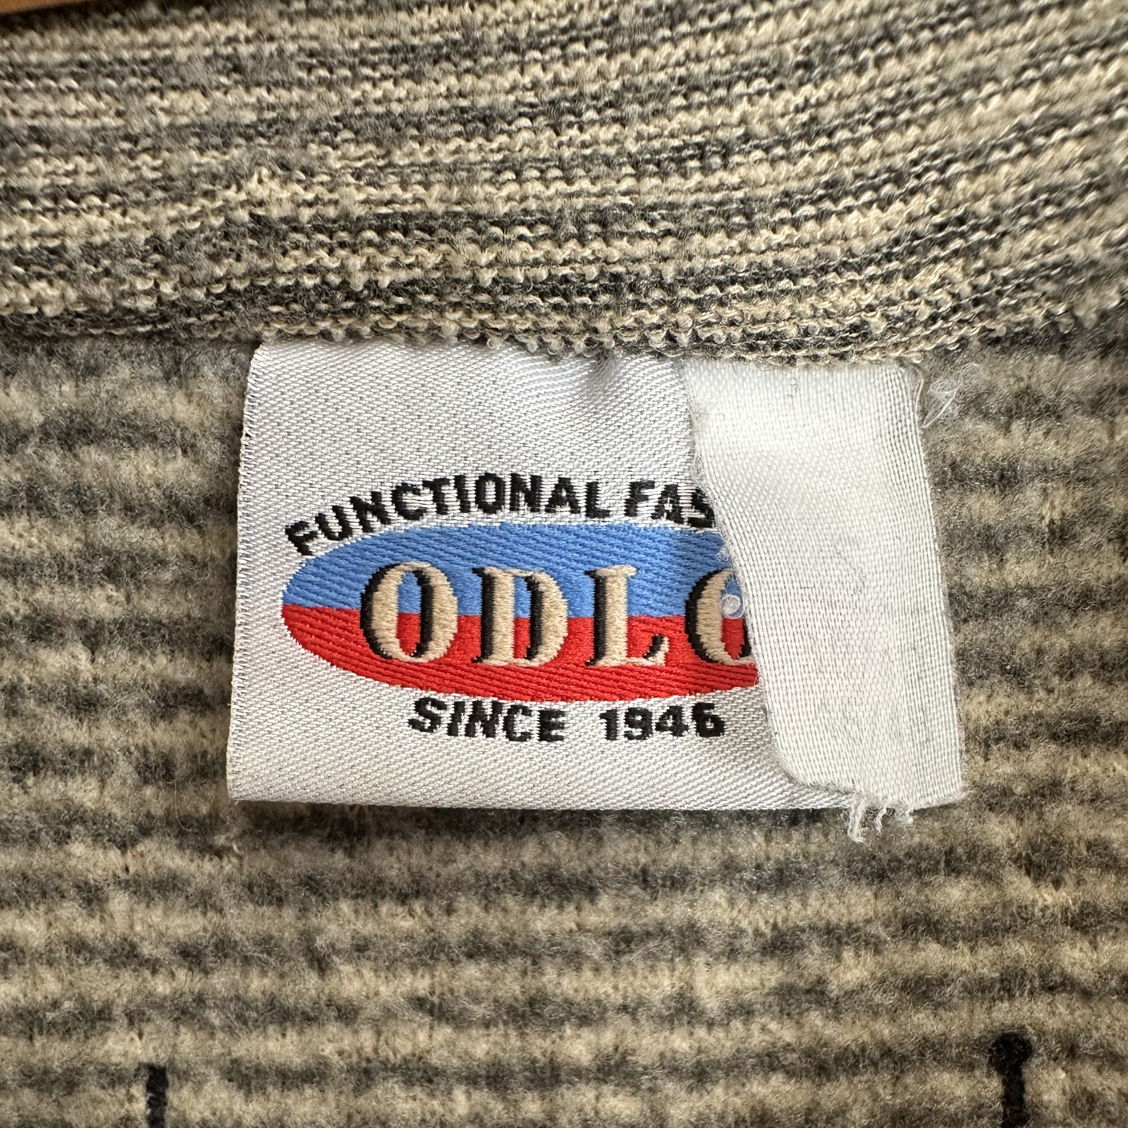 FUNCTIONAL FAS
ODLO
SINCE 1946